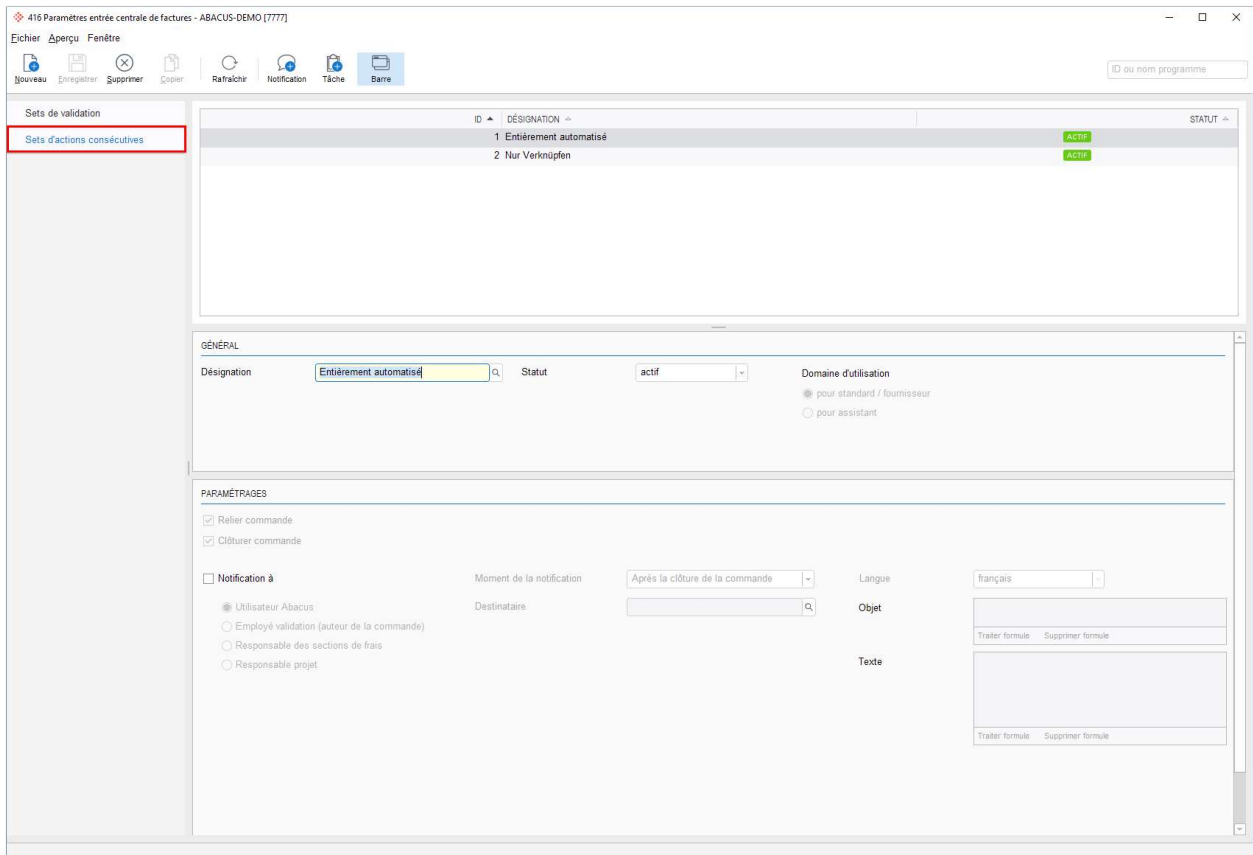 416 Paramètres entrée centrale de factures - ABACUS-DEMO [7777]
Fichier Aperçu Fenêtre
Nouveau Enregistrer Supprimer Copier Rafraîchir Notification Tâche Barre
ID ou nom programme
Sets de validation
Sets d'actions consécutives
ID DÉSIGNATION STATUT
1 Entièrement automatisé ACTIF
2 Nur Verknüpfen ACTIF
GÉNÉRAL
Désignation Entièrement automatisé Statut actif Domaine d'utilisation
pour standard / fournisseur
pour assistant
PARAMÉTRAGES
Relier commande
Clôturer commande
Notification à Moment de la notification Après la clôture de la commande Langue français
Utilisateur Abacus Destinataire Objet
Employé validation (auteur de la commande)
Traiter formule Supprimer formule
Responsable des sections de frais
Responsable projet Texte
Traiter formule Supprimer formule